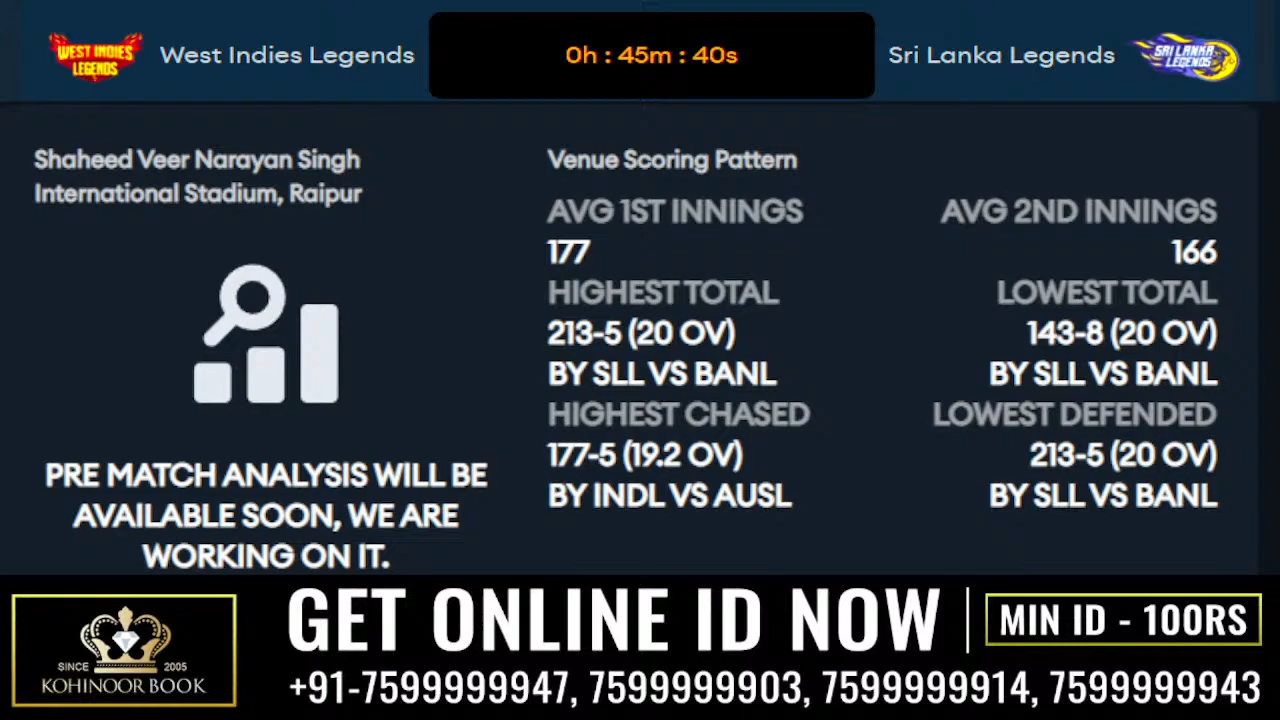 WEST INDIES
LEGENDS
West Indies Legends
0h : 45m : 40s
Sri Lanka Legends
SRI LANKA
LEGENDS
Shaheed Veer Narayan Singh
International Stadium, Raipur
Venue Scoring Pattern
AVG 1ST INNINGS
AVG 2ND INNINGS
177
166
HIGHEST TOTAL
LOWEST TOTAL
213-5 (20 OV)
143-8 (20 OV)
BY SLL VS BANL
BY SLL VS BANL
HIGHEST CHASED
LOWEST DEFENDED
177-5 (19.2 OV)
213-5 (20 OV)
BY INDL VS AUSL
BY SLL VS BANL
PRE MATCH ANALYSIS WILL BE
AVAILABLE SOON, WE ARE
WORKING ON IT.
SINCE 2005
KOHINOOR BOOK
GET ONLINE ID NOW
MIN ID - 100RS
+91-7599999947, 7599999903, 7599999914, 7599999943